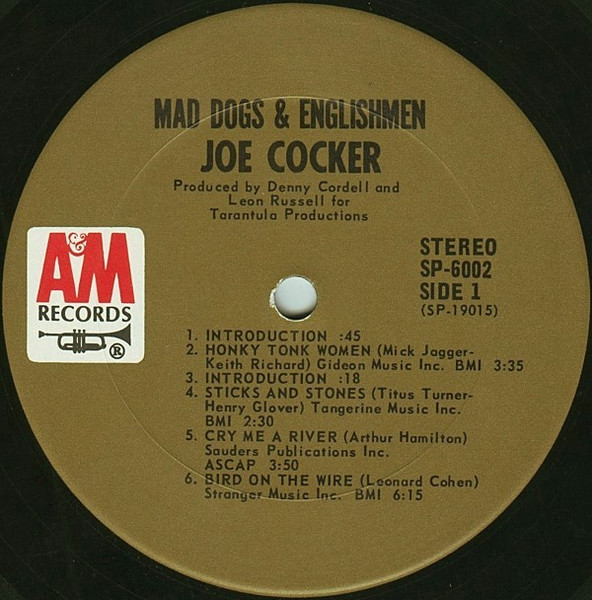 MAD DOGS & ENGLISHMEN
JOE COCKER
Produced by Denny Cordell and
Leon Russell for
Tarantula Productions
A&M
RECORDS
®
STEREO
SP-6002
SIDE 1
(SP-19015)
1. INTRODUCTION :45
2. HONKY TONK WOMEN (Mick Jagger-
Keith Richard) Gideon Music Inc. BMI 3:35
3. INTRODUCTION :18
4. STICKS AND STONES (Titus Turner-
Henry Glover) Tangerine Music Inc.
BMI 2:30
5. CRY ME A RIVER (Arthur Hamilton)
Sauders Publications Inc.
ASCAP 3:50
6. BIRD ON THE WIRE (Leonard Cohen)
Stranger Music Inc. BMI 6:15